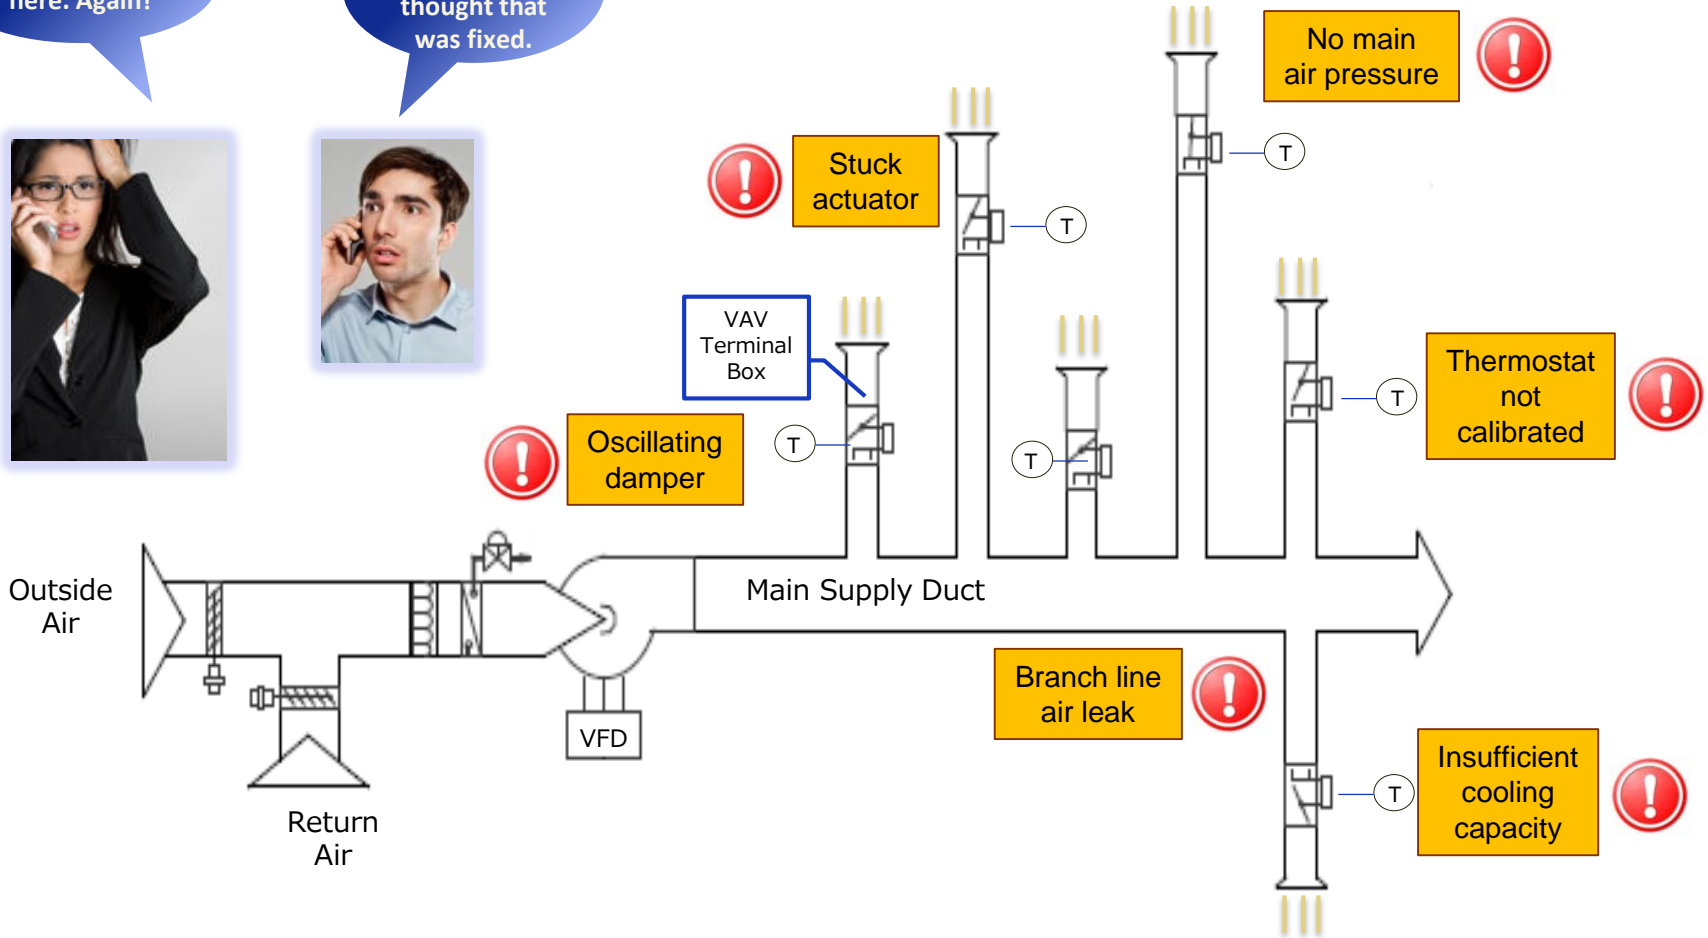 here. Again!
thought that
was fixed.
No main
air pressure
T
Stuck
actuator
T
VAV
Terminal
Box
Thermostat
not
calibrated
T
Oscillating
damper
T
T
Outside
Air
Main Supply Duct
Branch line
air leak
VFD
Insufficient
cooling
capacity
T
Return
Air